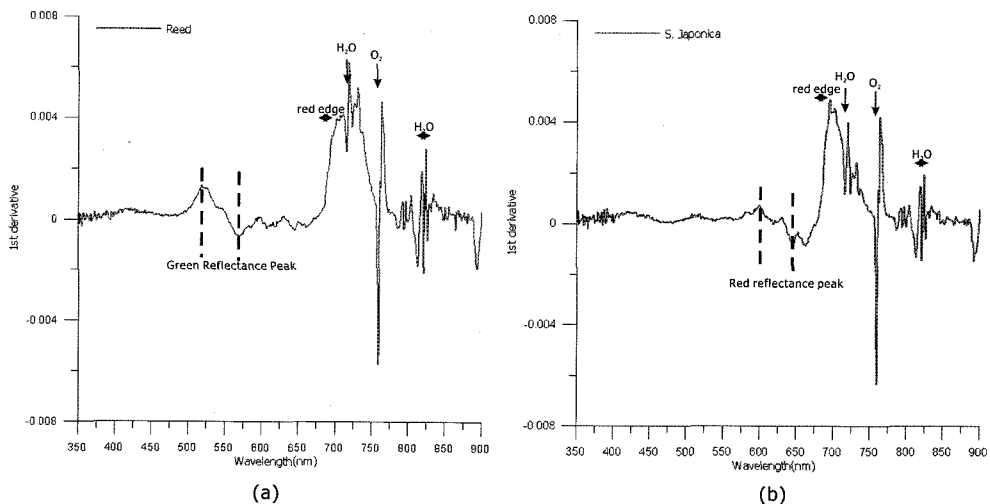 0.008
0.004
0
-0.004
-0.008
1st derivative
Reed
H₂O
O₂
red edge
H₂O
Green Reflectance Peak
350 400 450 500 550 600 650 700 750 800 850 900
Wavelength(nm)
(a)
0.008
0.004
0
-0.004
-0.008
1st derivative
S. Japonica
H₂O
O₂
red edge
H₂O
Red reflectance peak
350 400 450 500 550 600 650 700 750 800 850 900
Wavelength(nm)
(b)